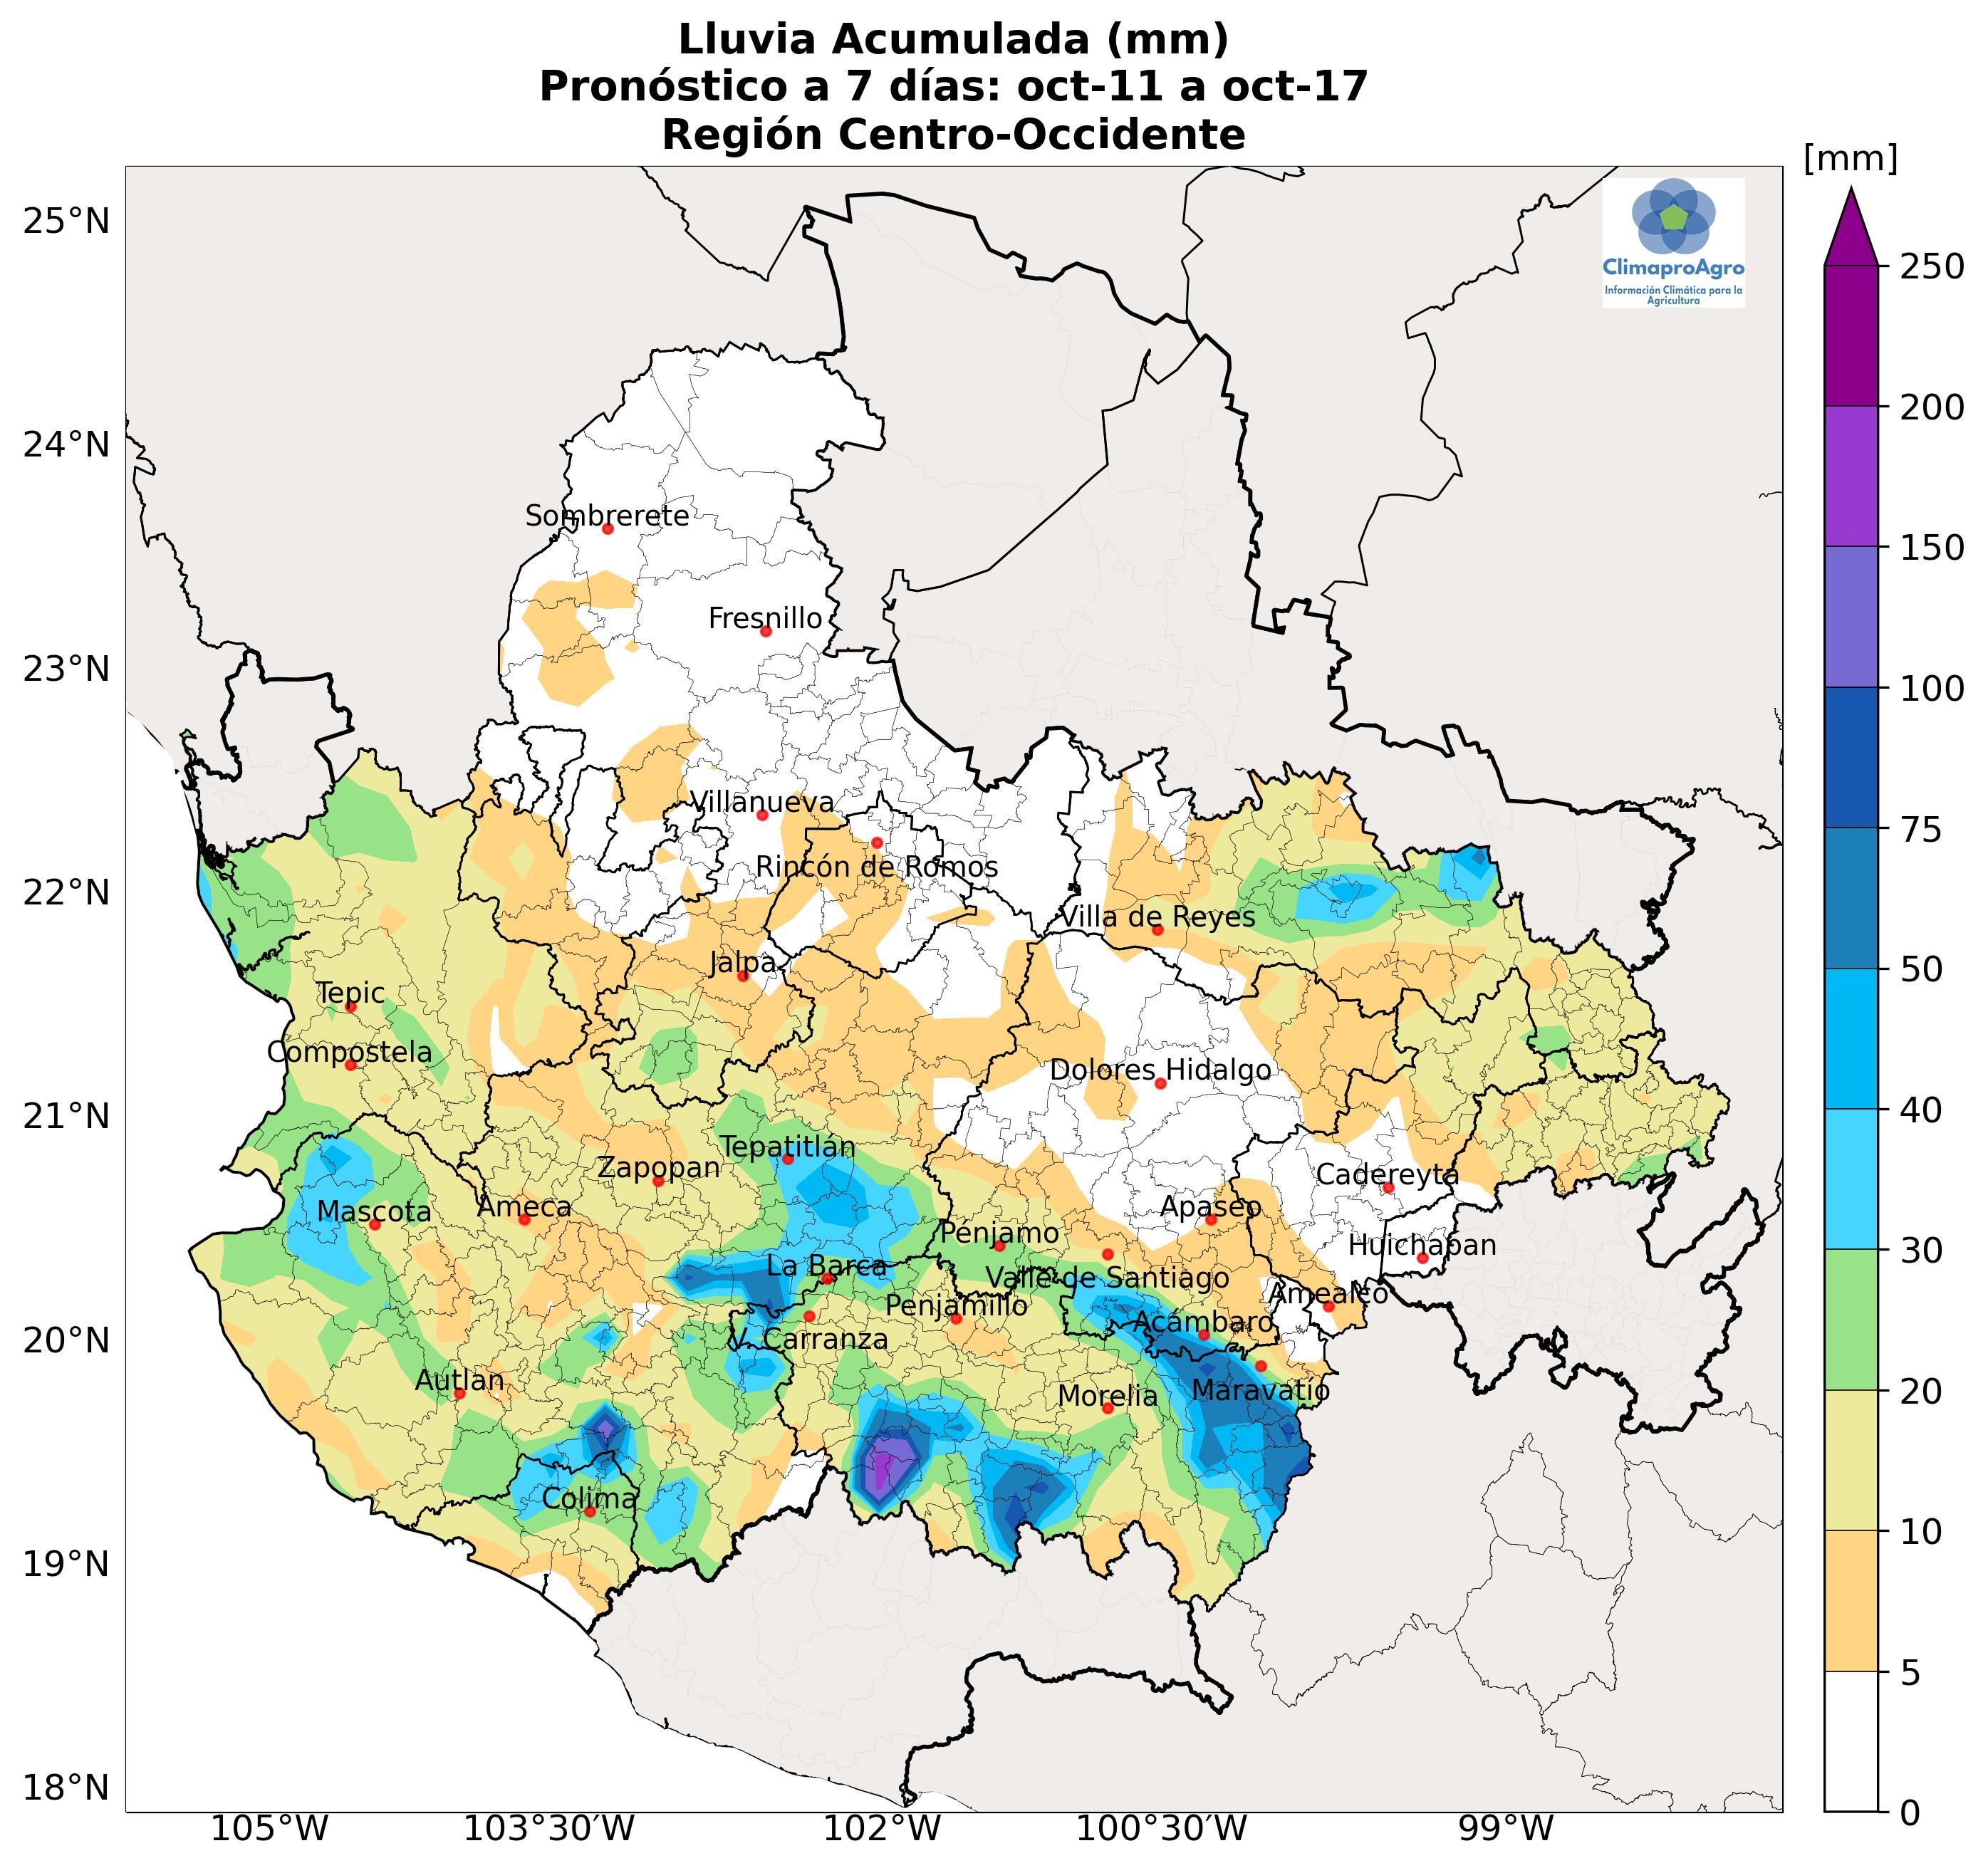 Lluvia Acumulada (mm)
Pronóstico a 7 días: oct-11 a oct-17
Región Centro-Occidente
[mm]
ClimaproAgro
Información Climática para la
Agricultura
25°N
24°N
23°N
22°N
21°N
20°N
19°N
18°N
250
200
150
100
75
50
40
30
20
10
5
0
Sombrerete
Fresnillo
Villanueva
Rincón de Romos
Villa de Reyes
Jalpa
Tepic
Compostela
Dolores Hidalgo
Tepatitlán
Zapopan
Cadereyta
Mascota
Ameca
Apaseo
Penjamo
Huichapan
La Barca
Valle de Santiago
Amealco
Penjamillo
Acámbaro
V. Carranza
Autlan
Morelia
Maravatío
Colima
105°W
103°30'W
102°W
100°30'W
99°W